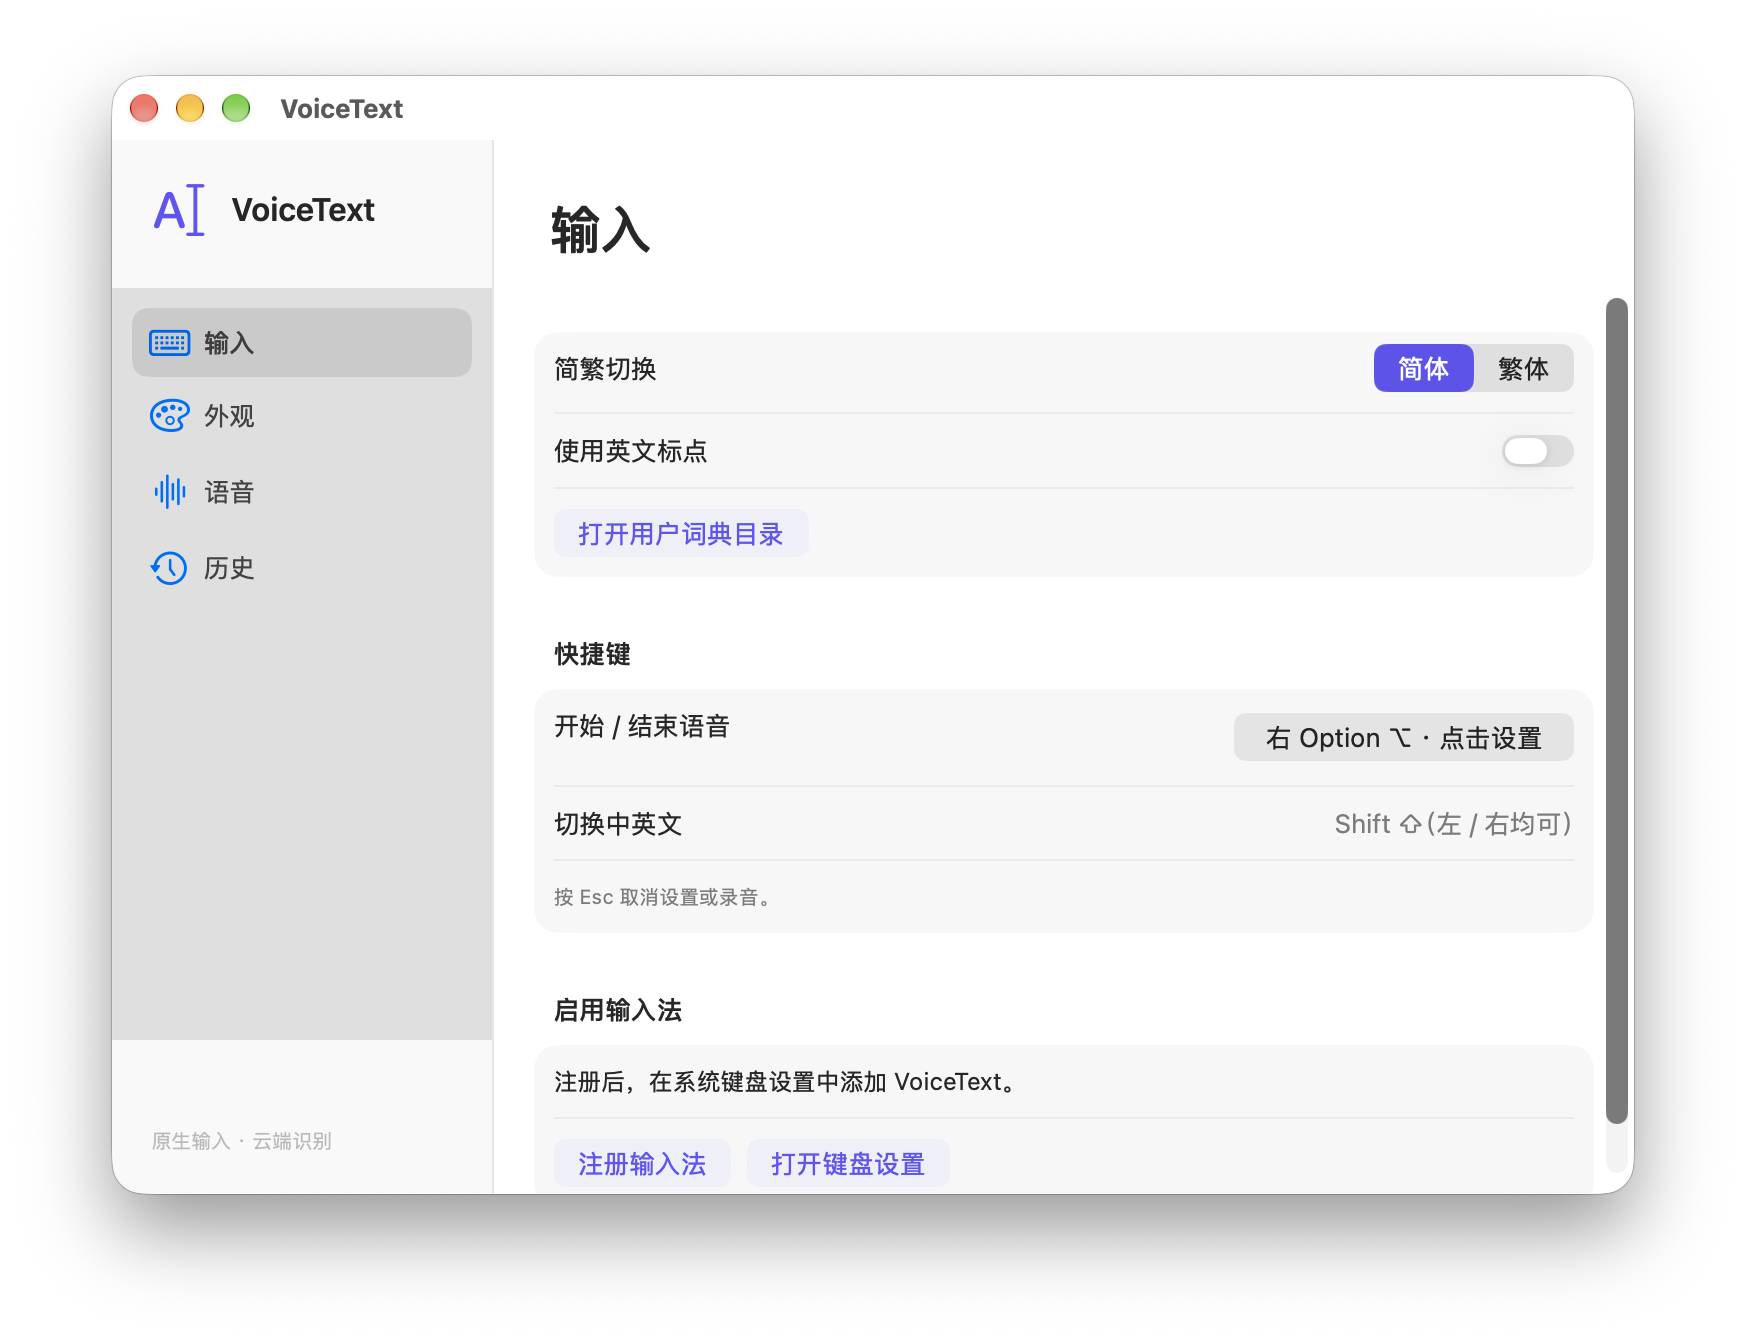 VoiceText
VoiceText
输入
外观
语音
历史
原生输入 · 云端识别
输入
简繁切换
简体 繁体
使用英文标点
打开用户词典目录
快捷键
开始 / 结束语音
右 Option ⌥ · 点击设置
切换中英文
Shift ⇧(左 / 右均可)
按 Esc 取消设置或录音。
启用输入法
注册后，在系统键盘设置中添加 VoiceText。
注册输入法 打开键盘设置